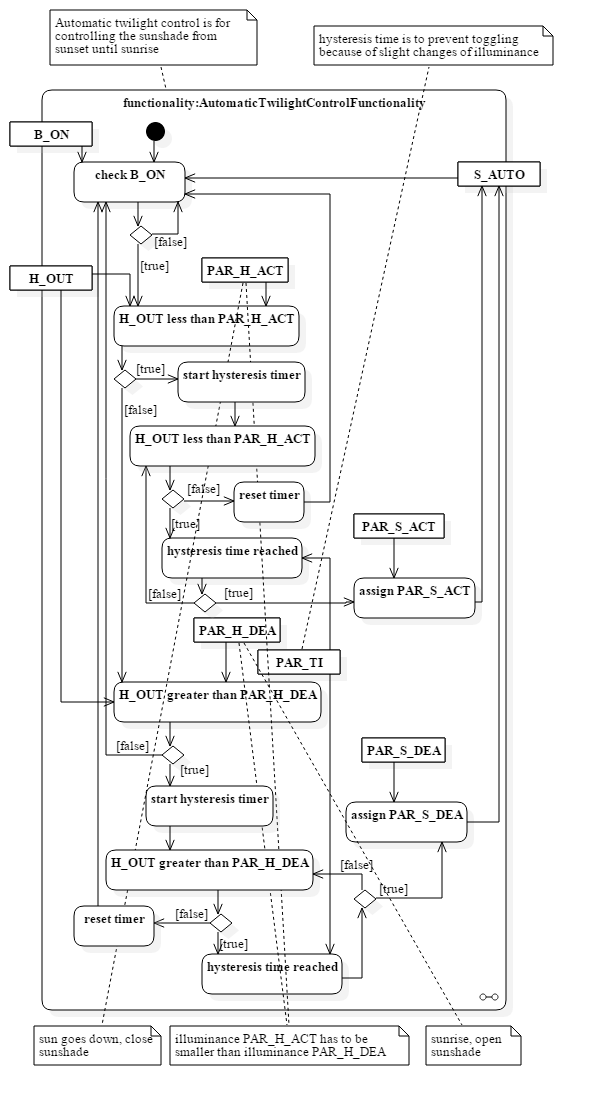 Automatic twilight control is for
controlling the sunshade from
sunset until sunrise
hysteresis time is to prevent toggling
because of slight changes of illuminance
functionality:AutomaticTwilightControlFunctionality
B_ON
check B_ON
S_AUTO
[false]
[true]
H_OUT
PAR_H_ACT
H_OUT less than PAR_H_ACT
[true]
start hysteresis timer
[false]
H_OUT less than PAR_H_ACT
[false]
reset timer
[true]
PAR_S_ACT
hysteresis time reached
[false]
[true]
assign PAR_S_ACT
PAR_H_DEA
PAR_TI
H_OUT greater than PAR_H_DEA
[false]
[true]
PAR_S_DEA
start hysteresis timer
assign PAR_S_DEA
H_OUT greater than PAR_H_DEA
[false]
[true]
reset timer
[false]
[true]
hysteresis time reached
sun goes down, close
sunshade
illuminance PAR_H_ACT has to be
smaller than illuminance PAR_H_DEA
sunrise, open
sunshade